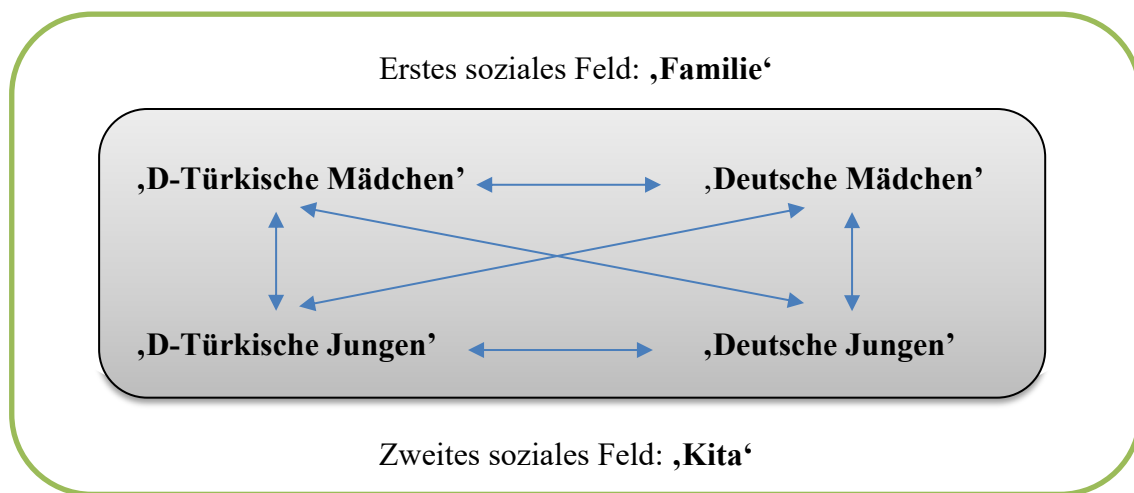 Erstes soziales Feld: ‚Familie‘
‚D-Türkische Mädchen’ ‚Deutsche Mädchen’
‚D-Türkische Jungen’ ‚Deutsche Jungen’
Zweites soziales Feld: ‚Kita‘